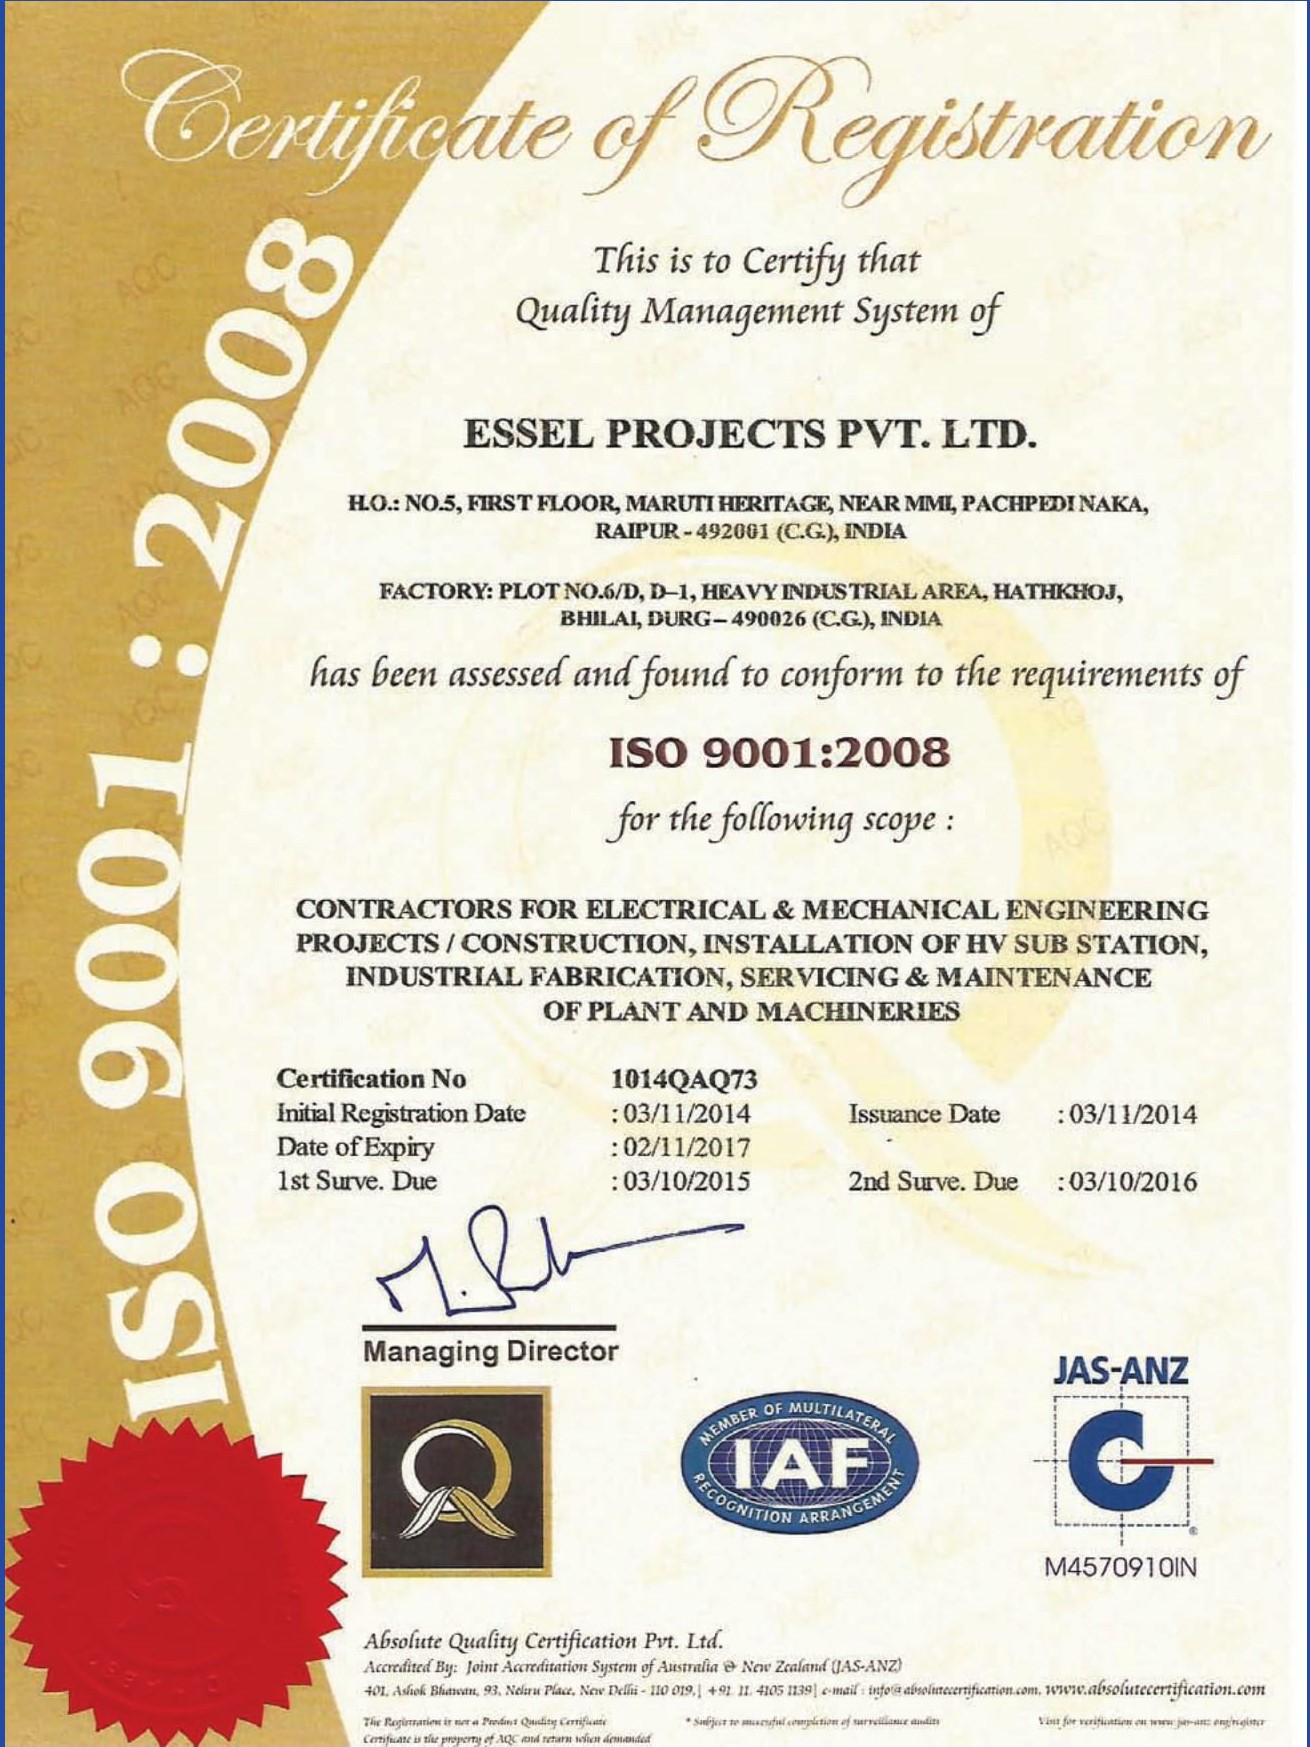 Certificate of Registration
ISO 9001:2008
This is to Certify that
Quality Management System of
ESSEL PROJECTS PVT. LTD.
H.O.: NO.5, FIRST FLOOR, MARUTI HERITAGE, NEAR MMI, PACHPEDI NAKA,
RAIPUR - 492001 (C.G.), INDIA
FACTORY: PLOT NO.6/D, D–1, HEAVY INDUSTRIAL AREA, HATHKHOJ,
BHILAI, DURG – 490026 (C.G.), INDIA
has been assessed and found to conform to the requirements of
ISO 9001:2008
for the following scope :
CONTRACTORS FOR ELECTRICAL & MECHANICAL ENGINEERING
PROJECTS / CONSTRUCTION, INSTALLATION OF HV SUB STATION,
INDUSTRIAL FABRICATION, SERVICING & MAINTENANCE
OF PLANT AND MACHINERIES
Certification No 1014QAQ73
Initial Registration Date : 03/11/2014 Issuance Date : 03/11/2014
Date of Expiry : 02/11/2017
1st Surve. Due : 03/10/2015 2nd Surve. Due : 03/10/2016
Managing Director
MEMBER OF MULTILATERAL
IAF
RECOGNITION ARRANGEMENT
JAS-ANZ
®
M4570910IN
Absolute Quality Certification Pvt. Ltd.
Accredited By: Joint Accreditation System of Australia & New Zealand (JAS-ANZ)
401, Ashok Bhawan, 93, Nehru Place, New Delhi - 110 019, | +91 11 4105 1139 | e-mail : info@absolutecertification.com, www.absolutecertification.com
The Registration is not a Product Quality Certificate * Subject to successful completion of surveillance audits Visit for verification on www.jas-anz.org/register
Certificate is the property of AQC and return when demanded